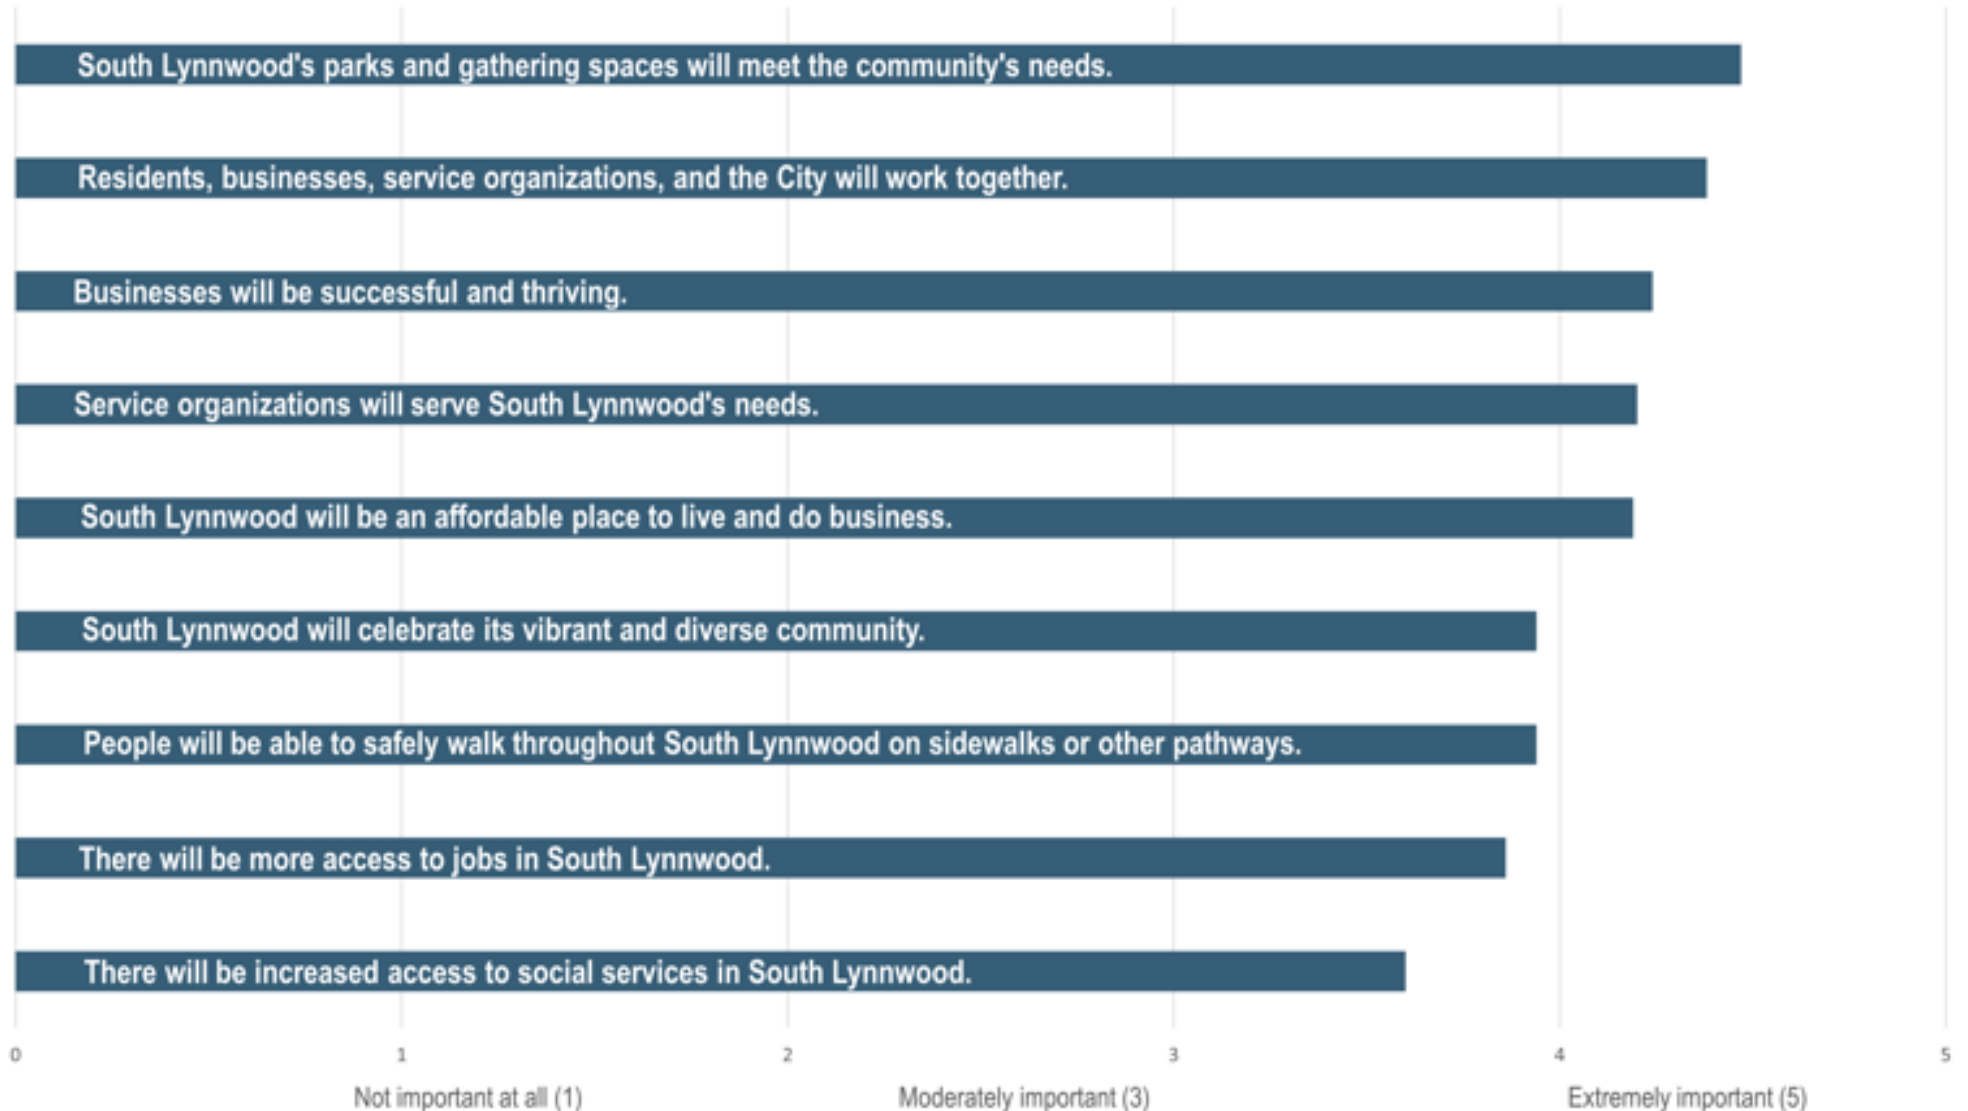 South Lynnwood's parks and gathering spaces will meet the community's needs.
Residents, businesses, service organizations, and the City will work together.
Businesses will be successful and thriving.
Service organizations will serve South Lynnwood's needs.
South Lynnwood will be an affordable place to live and do business.
South Lynnwood will celebrate its vibrant and diverse community.
People will be able to safely walk throughout South Lynnwood on sidewalks or other pathways.
There will be more access to jobs in South Lynnwood.
There will be increased access to social services in South Lynnwood.
0 1 2 3 4 5
Not important at all (1) Moderately important (3) Extremely important (5)